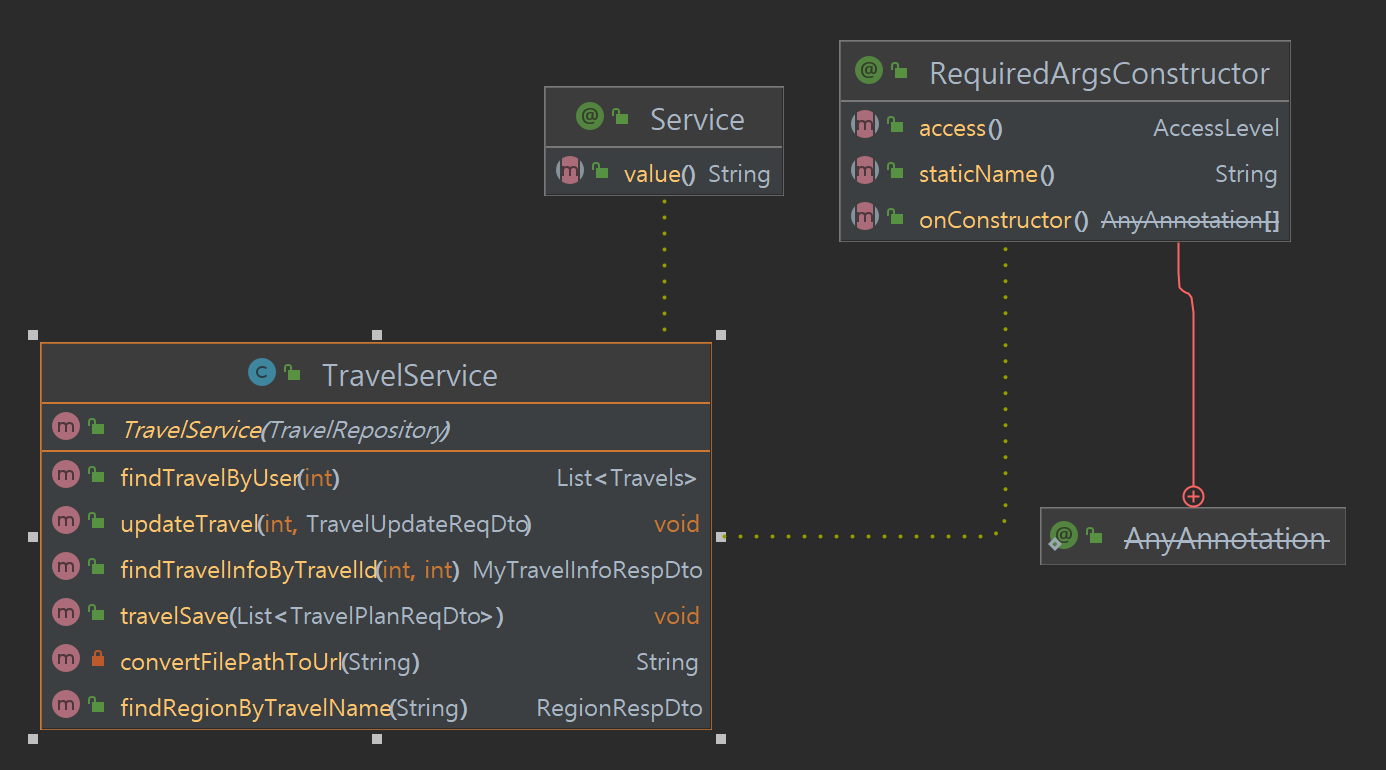 Service
value() String
RequiredArgsConstructor
access() AccessLevel
staticName() String
onConstructor() AnyAnnotation[]
TravelService
TravelService(TravelRepository)
findTravelByUser(int) List<Travels>
updateTravel(int, TravelUpdateReqDto) void
findTravelInfoByTravelId(int, int) MyTravelInfoRespDto
travelSave(List<TravelPlanReqDto>) void
convertFilePathToUrl(String) String
findRegionByTravelName(String) RegionRespDto
AnyAnnotation